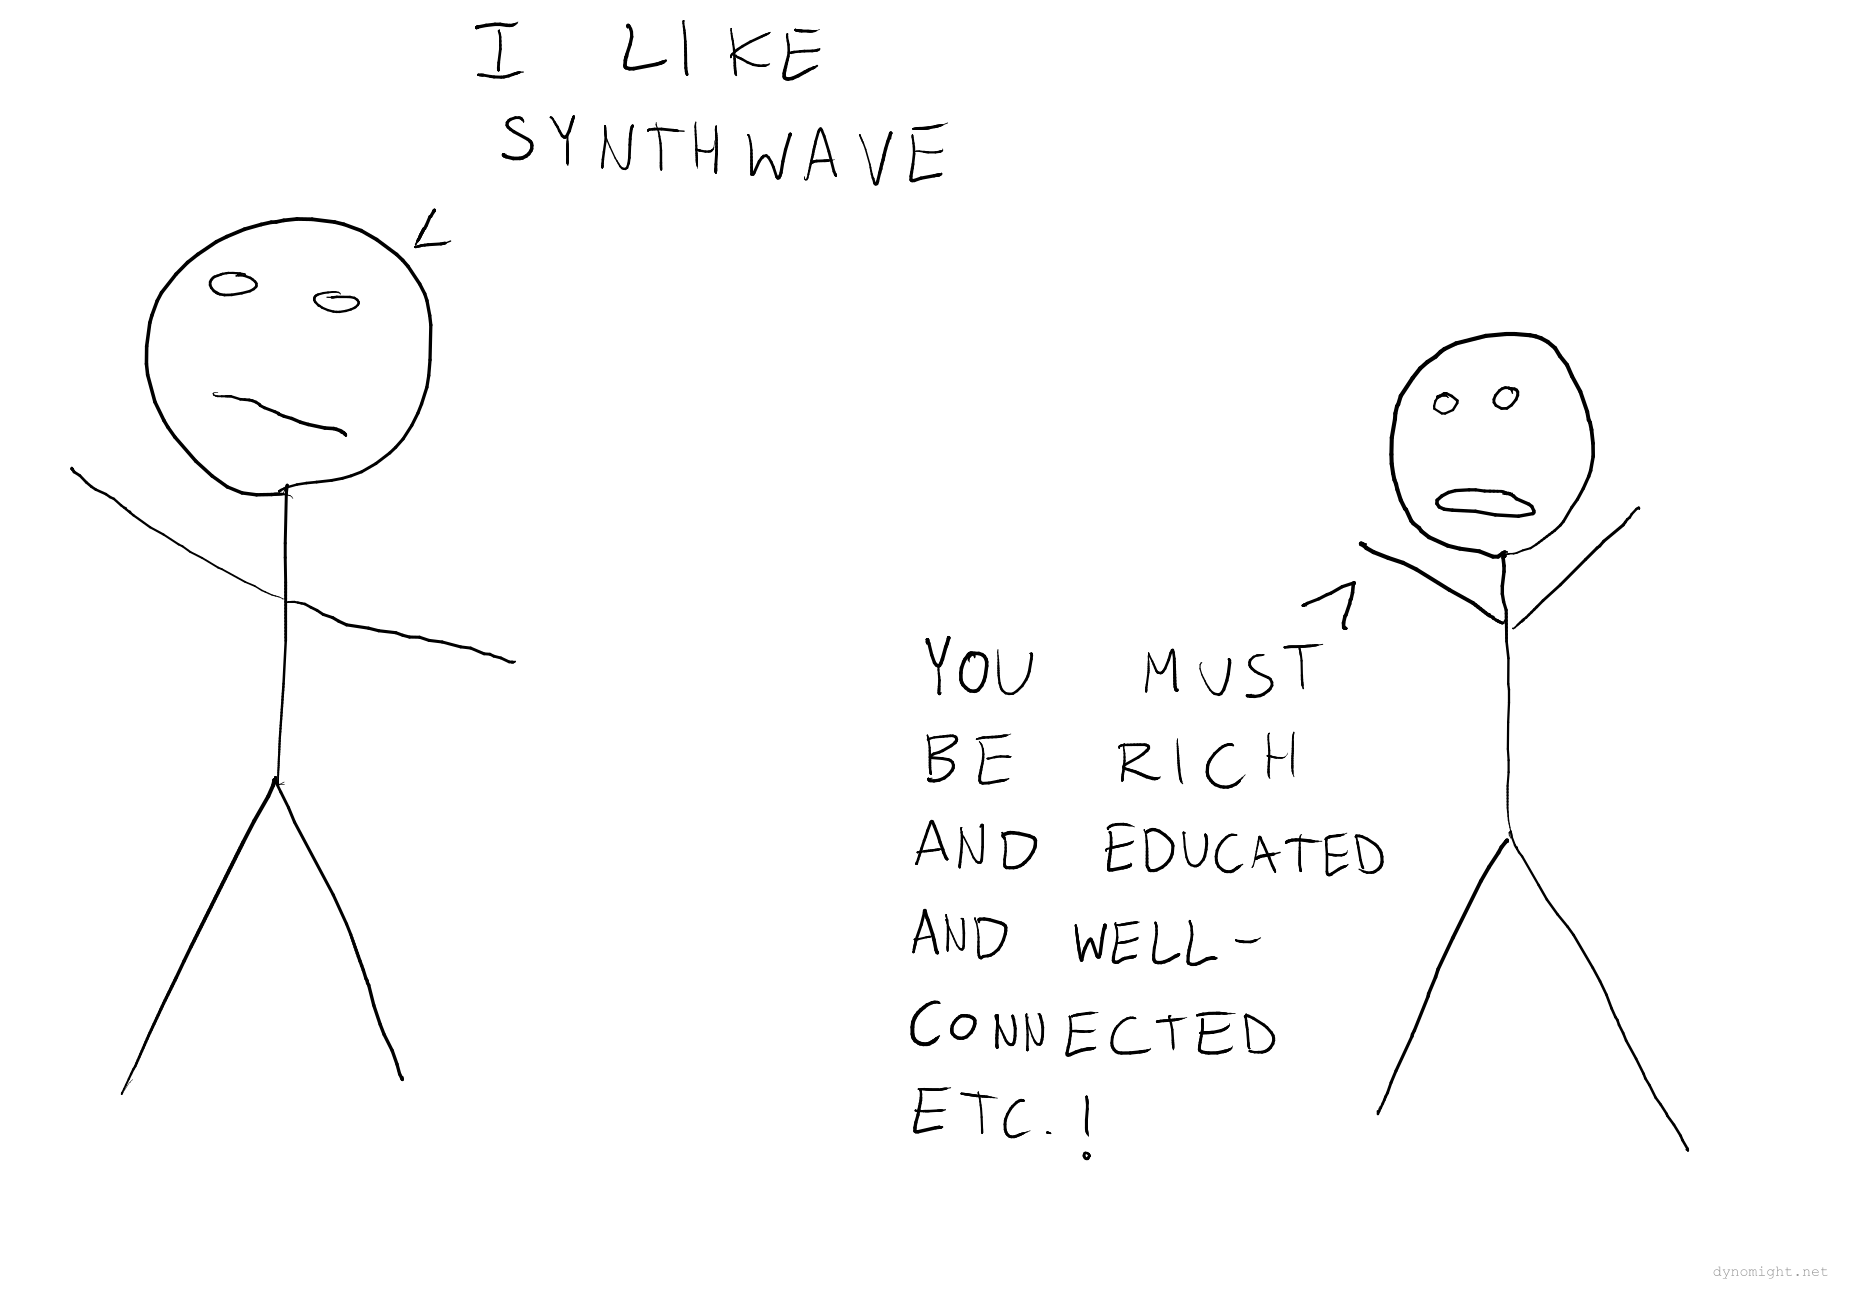 I LIKE
SYNTHWAVE
YOU MUST
BE RICH
AND EDUCATED
AND WELL-
CONNECTED
ETC.!
dynomight.net